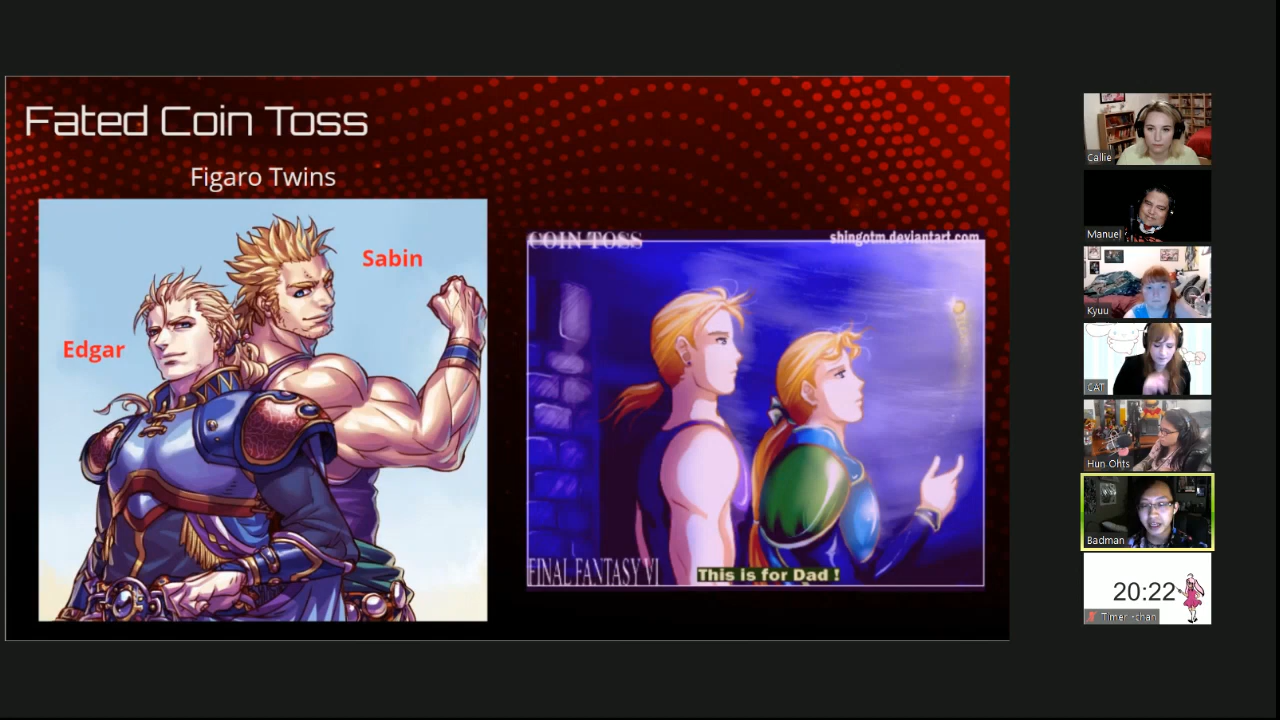 Fated Coin Toss
Figaro Twins
Sabin
Edgar
COIN TOSS
shingotm.deviantart.com
FINAL FANTASY VI
This is for Dad !
Callie
Manuel
Kyuu
CAT
Hun Ohts
Badman
20:22
Timer -chan